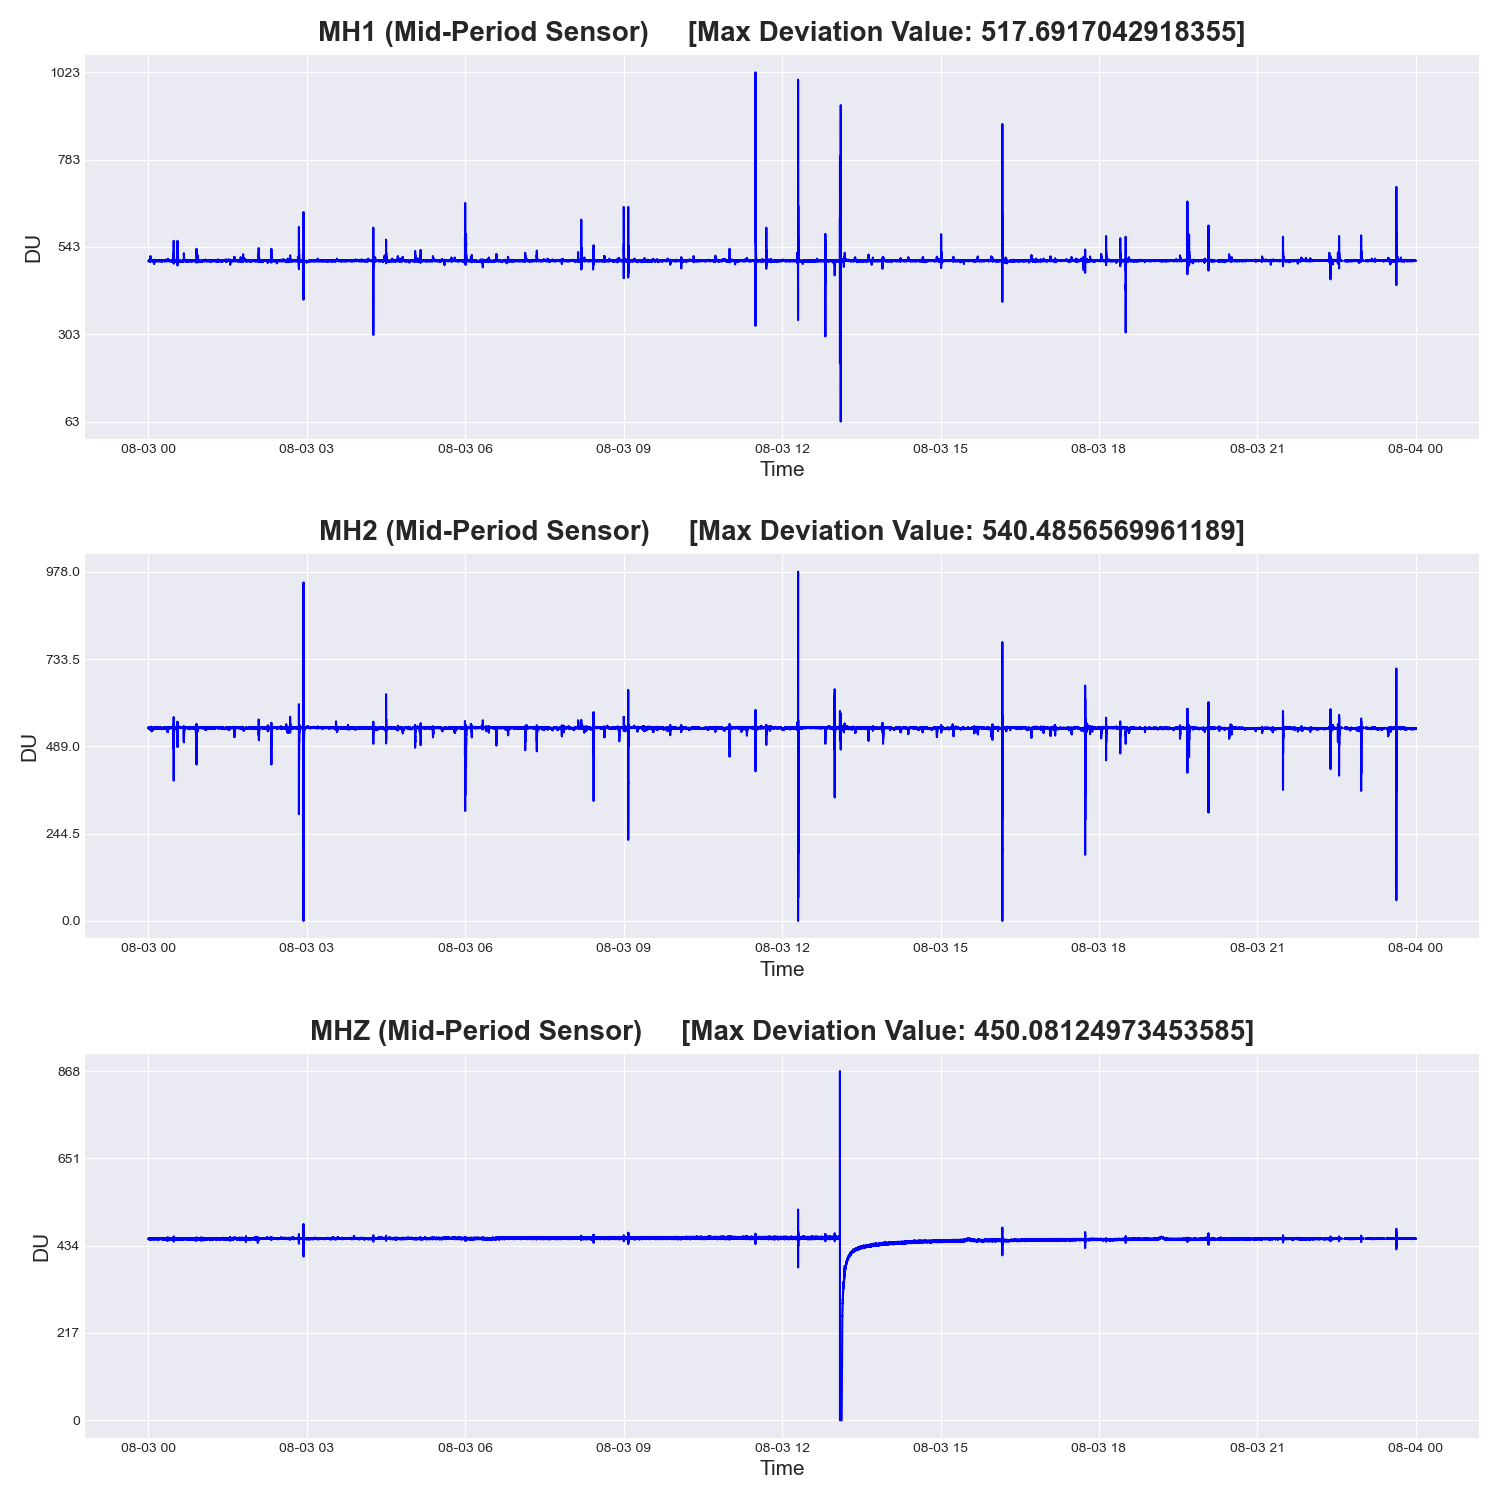 MH1 (Mid-Period Sensor) [Max Deviation Value: 517.6917042918355]
1023
783
543
303
63
DU
08-03 00 08-03 03 08-03 06 08-03 09 08-03 12 08-03 15 08-03 18 08-03 21 08-04 00
Time
MH2 (Mid-Period Sensor) [Max Deviation Value: 540.4856569961189]
978.0
733.5
489.0
244.5
0.0
DU
08-03 00 08-03 03 08-03 06 08-03 09 08-03 12 08-03 15 08-03 18 08-03 21 08-04 00
Time
MHZ (Mid-Period Sensor) [Max Deviation Value: 450.08124973453585]
868
651
434
217
0
DU
08-03 00 08-03 03 08-03 06 08-03 09 08-03 12 08-03 15 08-03 18 08-03 21 08-04 00
Time